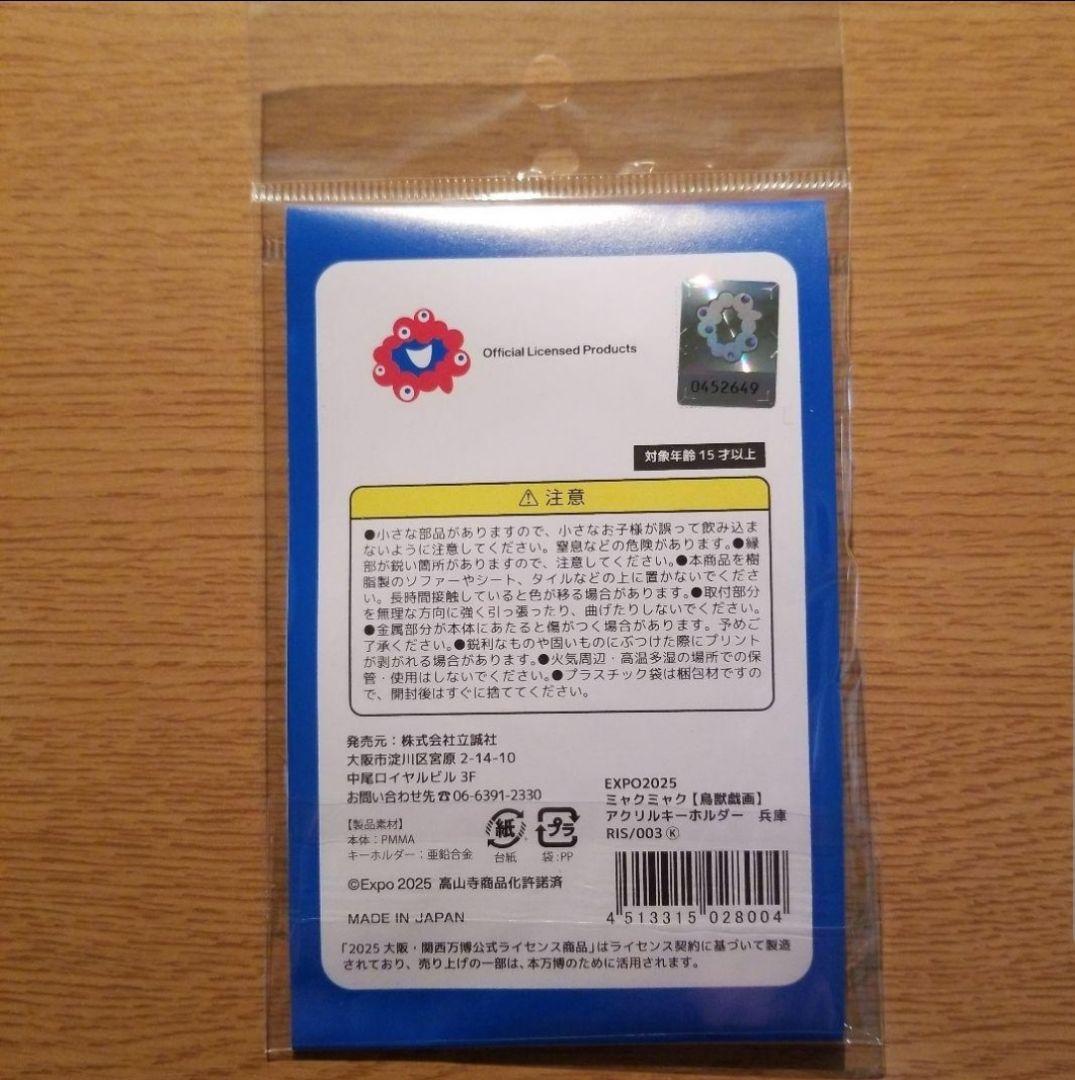 Official Licensed Products
0452649
対象年齢 15 才以上
⚠ 注意
●小さな部品がありますので、小さなお子様が誤って飲み込ま
ないように注意してください。窒息などの危険があります。●縁
部が鋭い箇所がありますので、注意してください。●本商品を樹
脂製のソファーやシート、タイルなどの上に置かないでくださ
い。長時間接触していると色が移る場合があります。●取付部分
を無理な方向に強く引っ張ったり、曲げたりしないでください。
●金属部分が本体にあたると傷がつく場合があります。予めご
了承ください。●鋭利なものや固いものにぶつけた際にプリント
が剥がれる場合があります。●火気周辺・高温多湿の場所での保
管・使用はしないでください。●プラスチック袋は梱包材ですの
で、開封後はすぐに捨ててください。
発売元：株式会社立誠社
大阪市淀川区宮原 2-14-10
中尾ロイヤルビル 3F
お問い合わせ先☎06-6391-2330
【製品素材】
本体：PMMA
キーホルダー：亜鉛合金
紙
台紙
プラ
袋:PP
EXPO2025
ミャクミャク【鳥獣戯画】
アクリルキーホルダー 兵庫
RIS/003 Ⓚ
4 513315 028004
©Expo 2025 高山寺商品化許諾済
MADE IN JAPAN
「2025 大阪・関西万博公式ライセンス商品」はライセンス契約に基づいて製造
されており、売り上げの一部は、本万博のために活用されます。